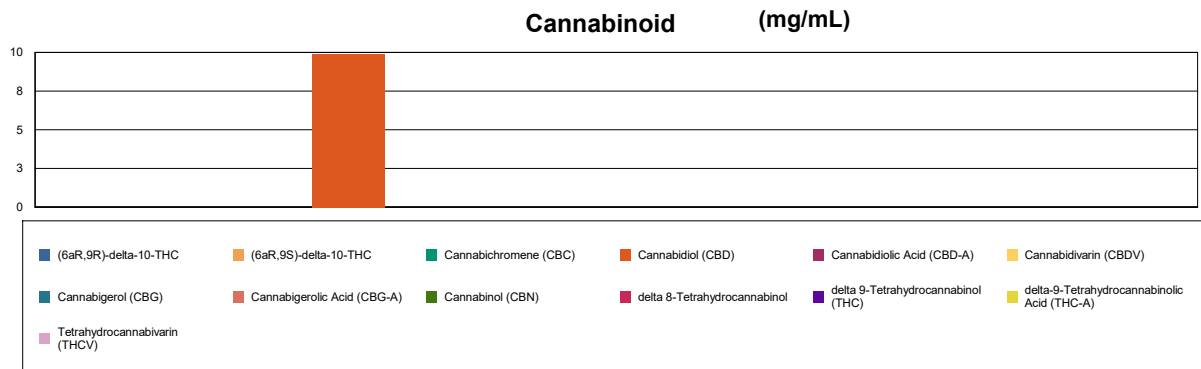 Cannabinoid (mg/mL)
10
8
5
3
0
(6aR,9R)-delta-10-THC
(6aR,9S)-delta-10-THC
Cannabichromene (CBC)
Cannabidiol (CBD)
Cannabidiolic Acid (CBD-A)
Cannabidivarin (CBDV)
Cannabigerol (CBG)
Cannabigerolic Acid (CBG-A)
Cannabinol (CBN)
delta 8-Tetrahydrocannabinol
delta 9-Tetrahydrocannabinol
(THC)
delta-9-Tetrahydrocannabinolic
Acid (THC-A)
Tetrahydrocannabivarin
(THCV)